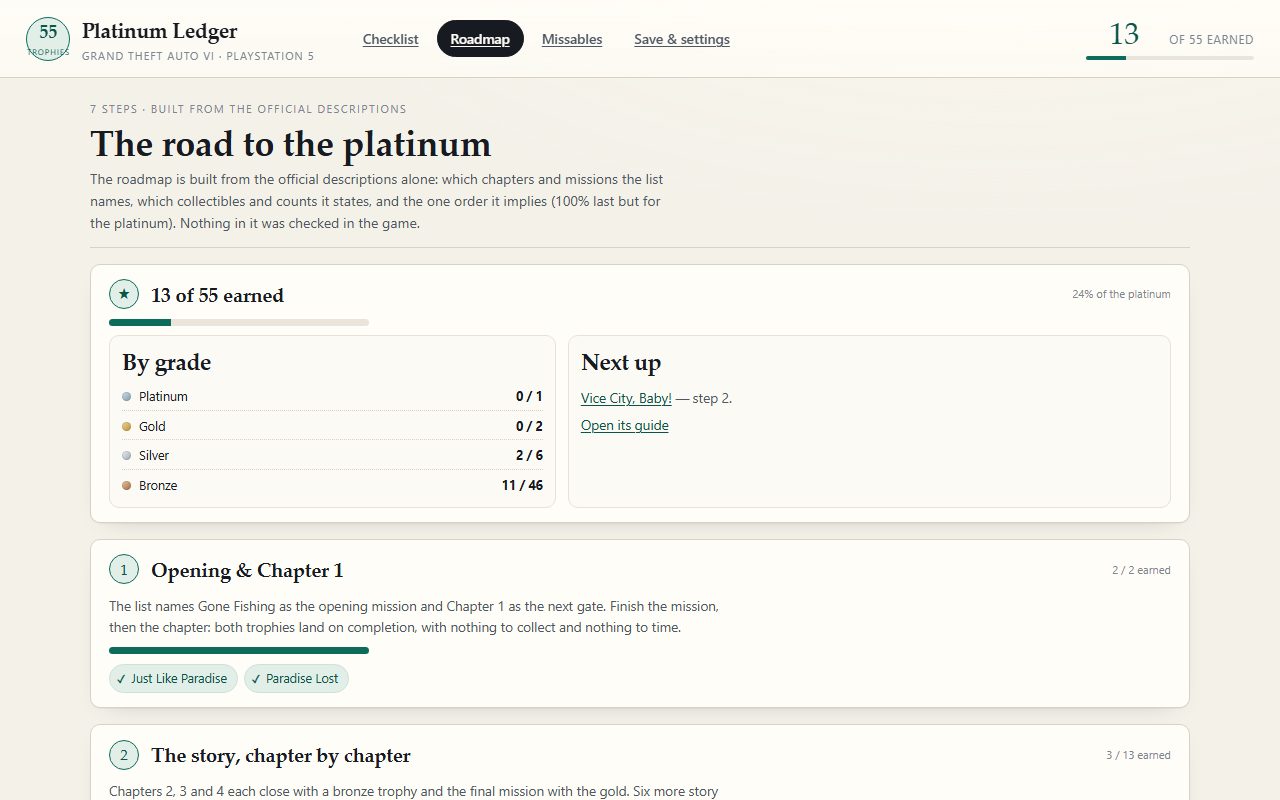 55
TROPHIES
Platinum Ledger
GRAND THEFT AUTO VI · PLAYSTATION 5
Checklist
Roadmap
Missables
Save & settings
13
OF 55 EARNED
7 STEPS · BUILT FROM THE OFFICIAL DESCRIPTIONS
The road to the platinum
The roadmap is built from the official descriptions alone: which chapters and missions the list
names, which collectibles and counts it states, and the one order it implies (100% last but for
the platinum). Nothing in it was checked in the game.
★ 13 of 55 earned
24% of the platinum
By grade
Platinum 0 / 1
Gold 0 / 2
Silver 2 / 6
Bronze 11 / 46
Next up
Vice City, Baby! — step 2.
Open its guide
1 Opening & Chapter 1
2 / 2 earned
The list names Gone Fishing as the opening mission and Chapter 1 as the next gate. Finish the mission,
then the chapter: both trophies land on completion, with nothing to collect and nothing to time.
✓ Just Like Paradise
✓ Paradise Lost
2 The story, chapter by chapter
3 / 13 earned
Chapters 2, 3 and 4 each close with a bronze trophy and the final mission with the gold. Six more story